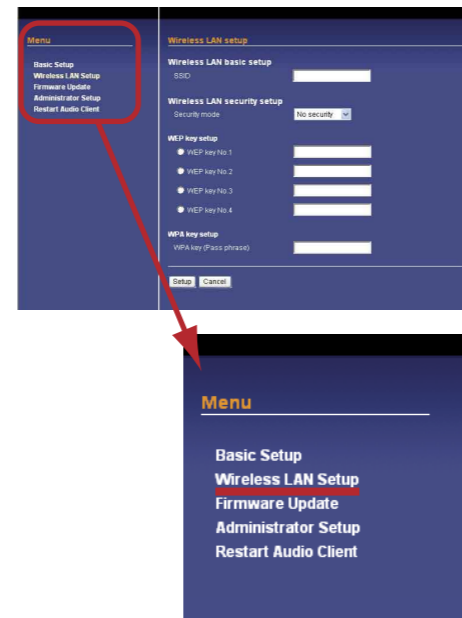 Menu
Basic Setup
Wireless LAN Setup
Firmware Update
Administrator Setup
Restart Audio Client
Wireless LAN setup
Wireless LAN basic setup
SSID
Wireless LAN security setup
Security mode
No security
WEP key setup
WEP key No.1
WEP key No.2
WEP key No.3
WEP key No.4
WPA key setup
WPA key (Pass phrase)
Setup Cancel
Menu
Basic Setup
Wireless LAN Setup
Firmware Update
Administrator Setup
Restart Audio Client